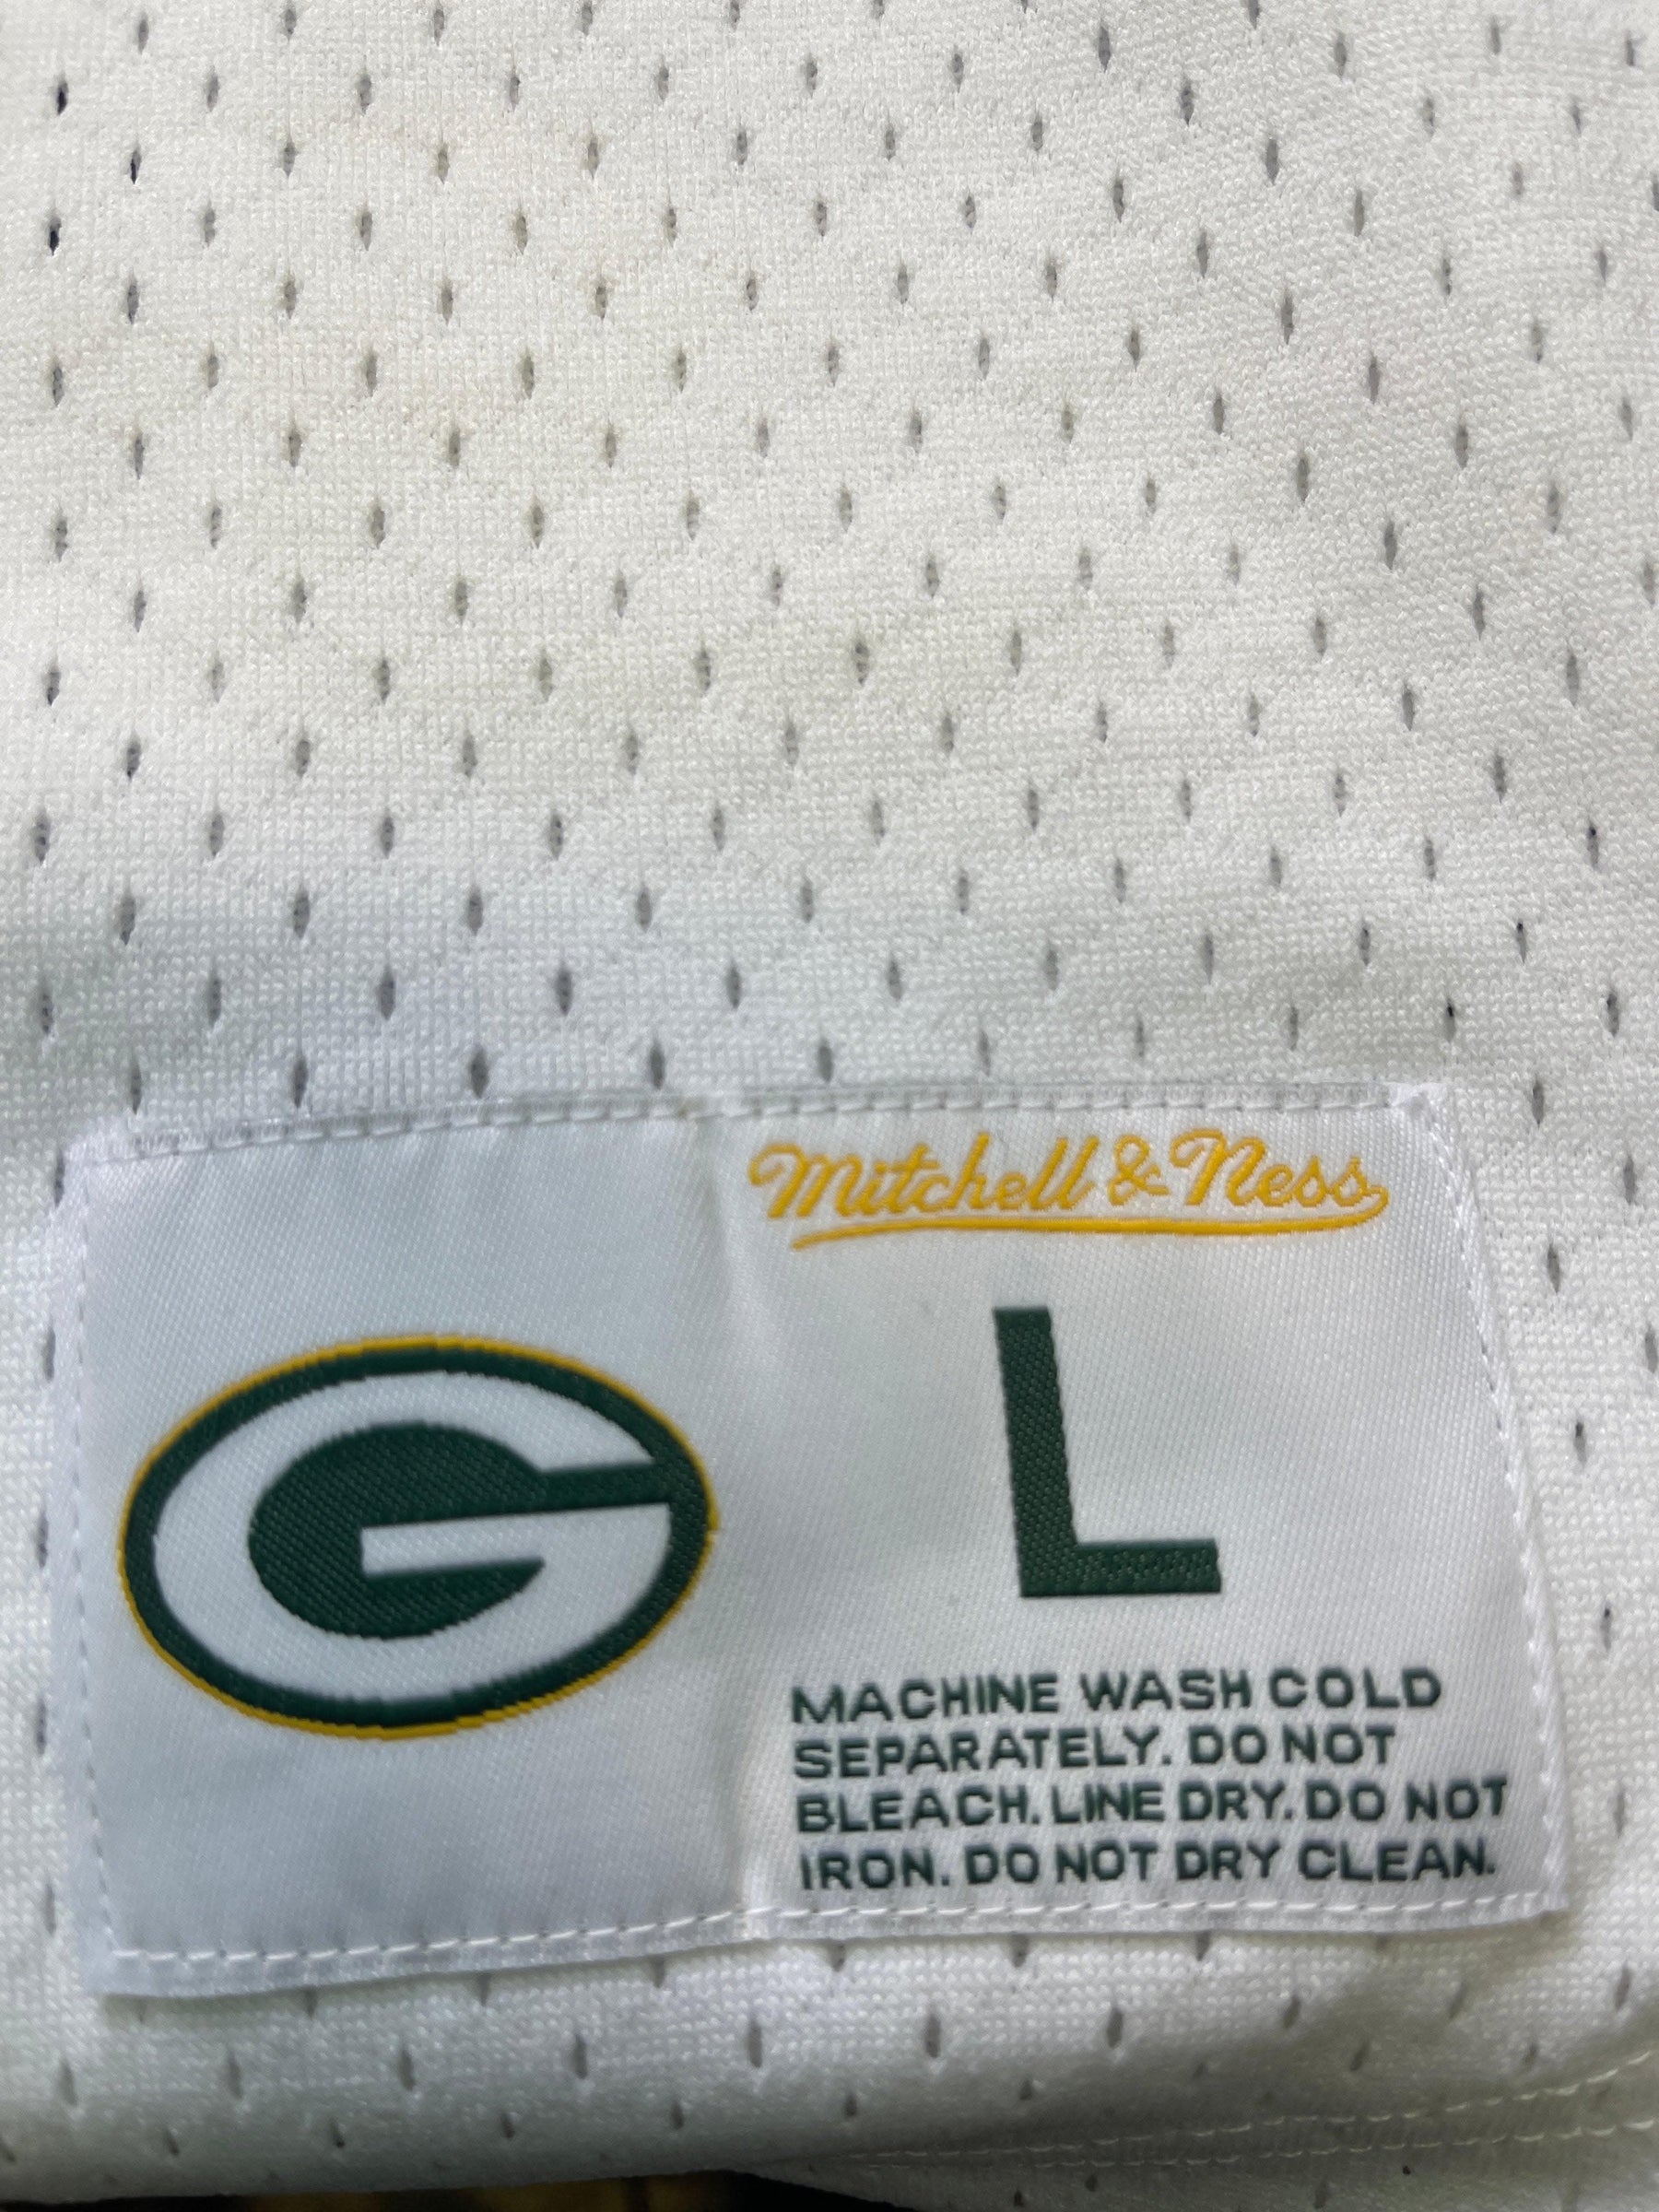 Mitchell & Ness
G
L
MACHINE WASH COLD
SEPARATELY. DO NOT
BLEACH. LINE DRY. DO NOT
IRON. DO NOT DRY CLEAN.